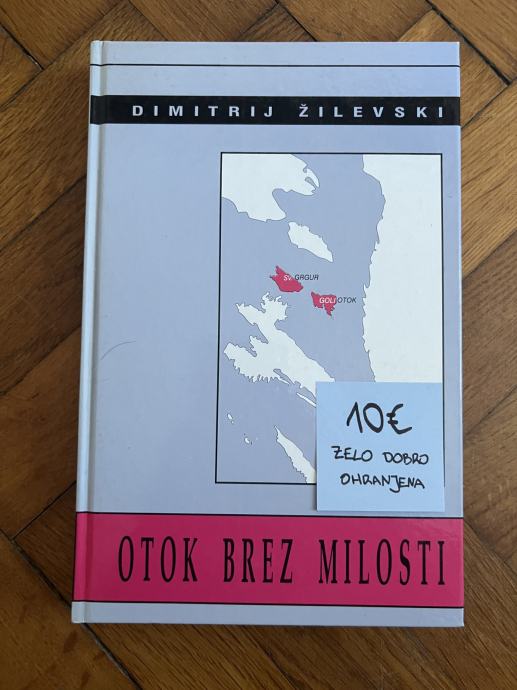 DIMITRIJ ŽILEVSKI
SV. GRGUR
GOLI OTOK
10€
ZELO DOBRO
OHRANJENA
OTOK BREZ MILOSTI